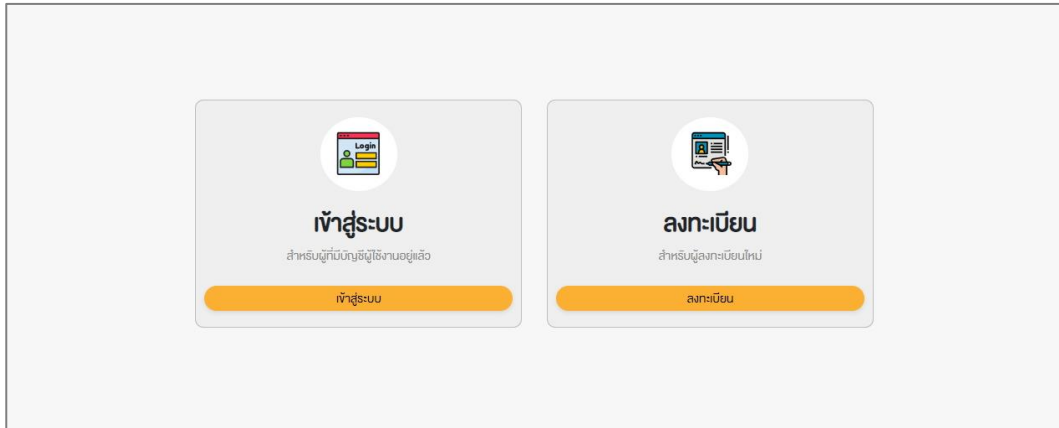 Login
เข้าสู่ระบบ
สำหรับผู้ที่มีบัญชีผู้ใช้งานอยู่แล้ว
เข้าสู่ระบบ
ลงทะเบียน
สำหรับผู้ลงทะเบียนใหม่
ลงทะเบียน